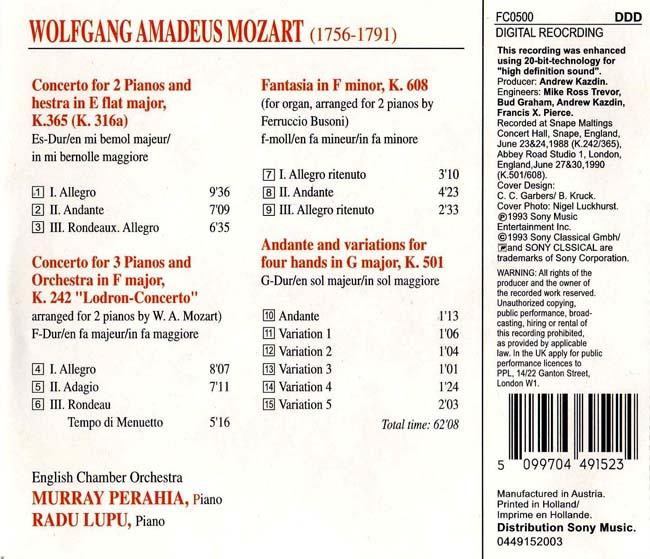 WOLFGANG AMADEUS MOZART (1756-1791)
Concerto for 2 Pianos and
hestra in E flat major,
K.365 (K. 316a)
Es-Dur/en mi bemol majeur/
in mi bernolle maggiore
1 I. Allegro 9'36
2 II. Andante 7'09
3 III. Rondeaux. Allegro 6'35
Concerto for 3 Pianos and
Orchestra in F major,
K. 242 "Lodron-Concerto"
arranged for 2 pianos by W. A. Mozart)
F-Dur/en fa majeur/in fa maggiore
4 I. Allegro 8'07
5 II. Adagio 7'11
6 III. Rondeau
Tempo di Menuetto 5'16
English Chamber Orchestra
MURRAY PERAHIA, Piano
RADU LUPU, Piano
Fantasia in F minor, K. 608
(for organ, arranged for 2 pianos by
Ferruccio Busoni)
f-moll/en fa mineur/in fa minore
7 I. Allegro ritenuto 3'10
8 II. Andante 4'23
9 III. Allegro ritenuto 2'33
Andante and variations for
four hands in G major, K. 501
G-Dur/en sol majeur/in sol maggiore
10 Andante 1'13
11 Variation 1 1'06
12 Variation 2 1'04
13 Variation 3 1'01
14 Variation 4 1'24
15 Variation 5 2'03
Total time: 62'08
FC0500 DDD
DIGITAL REOCRDING
This recording was enhanced
using 20-bit-technology for
"high definition sound".
Producer: Andrew Kazdin.
Engineers: Mike Ross Trevor,
Bud Graham, Andrew Kazdin,
Francis X. Pierce.
Recorded at Snape Maltings
Concert Hall, Snape, England,
June 23&24,1988 (K.242/365),
Abbey Road Studio 1, London,
England,June 27&30,1990
(K.501/608).
Cover Design:
C. C. Garbers/ B. Kruck.
Cover Photo: Nigel Luckhurst.
℗1993 Sony Music
Entertainment Inc.
©1993 Sony Classical Gmbh/
and SONY CLSSICAL are
trademarks of Sony Corporation.
WARNING: All rights of the
producer and the owner of
the recorded work reserved.
Unauthorized copying,
public performance, broad-
casting, hiring or rental of
this recording prohibited,
as provided by applicable
law. In the UK apply for public
performance licences to
PPL, 14/22 Ganton Street,
London W1.
5 099704 491523
Manufactured in Austria.
Printed in Holland/
Imprime en Hollande.
Distribution Sony Music.
0449152003